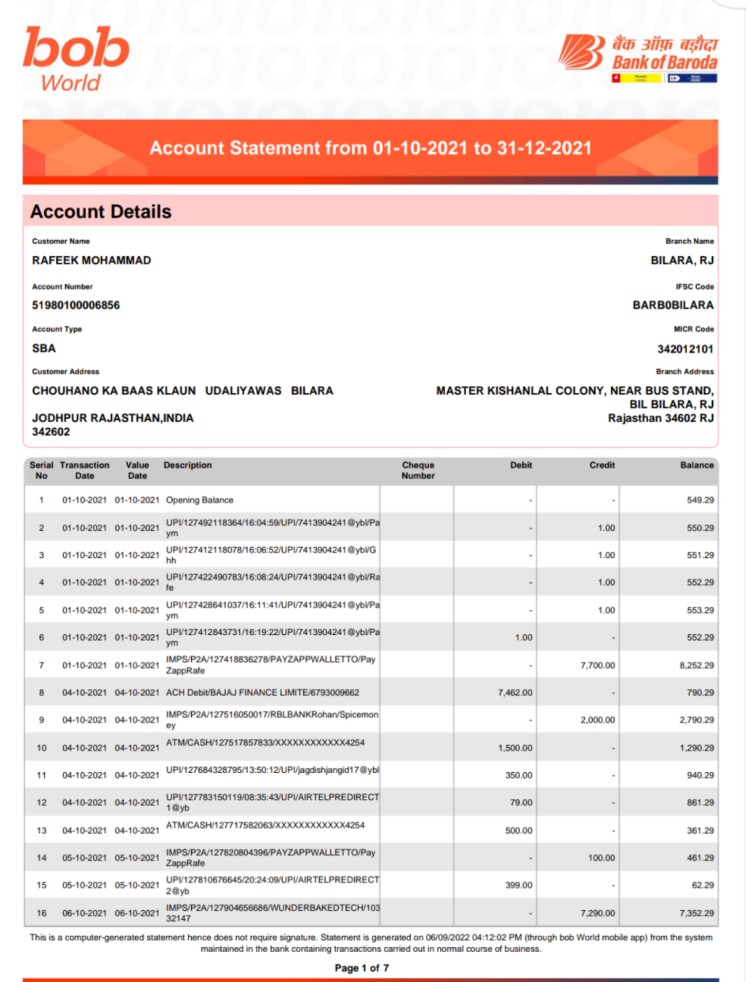 bob
World
बैंक ऑफ़ बड़ौदा
Bank of Baroda
Account Statement from 01-10-2021 to 31-12-2021
Account Details
Customer Name
Branch Name
RAFEEK MOHAMMAD
BILARA, RJ
Account Number
IFSC Code
51980100006856
BARB0BILARA
Account Type
MICR Code
SBA
342012101
Customer Address
Branch Address
CHOUHANO KA BAAS KLAUN UDALIYAWAS BILARA
MASTER KISHANLAL COLONY, NEAR BUS STAND,
BIL BILARA, RJ
JODHPUR RAJASTHAN,INDIA
Rajasthan 34602 RJ
342602
Serial Transaction Value Description Cheque Debit Credit Balance
No Date Date Number
1 01-10-2021 01-10-2021 Opening Balance - - 549.29
2 01-10-2021 01-10-2021 UPI/127492118364/16:04:59/UPI/7413904241@ybl/Pa - 1.00 550.29
ym
3 01-10-2021 01-10-2021 UPI/127412118078/16:06:52/UPI/7413904241@ybl/G - 1.00 551.29
hh
4 01-10-2021 01-10-2021 UPI/127422490783/16:08:24/UPI/7413904241@ybl/Ra - 1.00 552.29
fe
5 01-10-2021 01-10-2021 UPI/127428641037/16:11:41/UPI/7413904241@ybl/Pa - 1.00 553.29
ym
6 01-10-2021 01-10-2021 UPI/127412843731/16:19:22/UPI/7413904241@ybl/Pa 1.00 - 552.29
ym
7 01-10-2021 01-10-2021 IMPS/P2A/127418836278/PAYZAPPWALLETTO/Pay - 7,700.00 8,252.29
ZappRafe
8 04-10-2021 04-10-2021 ACH Debit/BAJAJ FINANCE LIMITE/6793009662 7,462.00 - 790.29
9 04-10-2021 04-10-2021 IMPS/P2A/127516050017/RBLBANKRohan/Spicemon - 2,000.00 2,790.29
ey
10 04-10-2021 04-10-2021 ATM/CASH/127517857833/XXXXXXXXXXXX4254 1,500.00 - 1,290.29
11 04-10-2021 04-10-2021 UPI/127684328795/13:50:12/UPI/jagdishjangid17@ybl 350.00 - 940.29
12 04-10-2021 04-10-2021 UPI/127783150119/08:35:43/UPI/AIRTELPREDIRECT 79.00 - 861.29
1@yb
13 04-10-2021 04-10-2021 ATM/CASH/127717582063/XXXXXXXXXXXX4254 500.00 - 361.29
14 05-10-2021 05-10-2021 IMPS/P2A/127820804396/PAYZAPPWALLETTO/Pay - 100.00 461.29
ZappRafe
15 05-10-2021 05-10-2021 UPI/127810676645/20:24:09/UPI/AIRTELPREDIRECT 399.00 - 62.29
2@yb
16 06-10-2021 06-10-2021 IMPS/P2A/127904656686/WUNDERBAKEDTECH/103 - 7,290.00 7,352.29
32147
This is a computer-generated statement hence does not require signature. Statement is generated on 06/09/2022 04:12:02 PM (through bob World mobile app) from the system
maintained in the bank containing transactions carried out in normal course of business.
Page 1 of 7